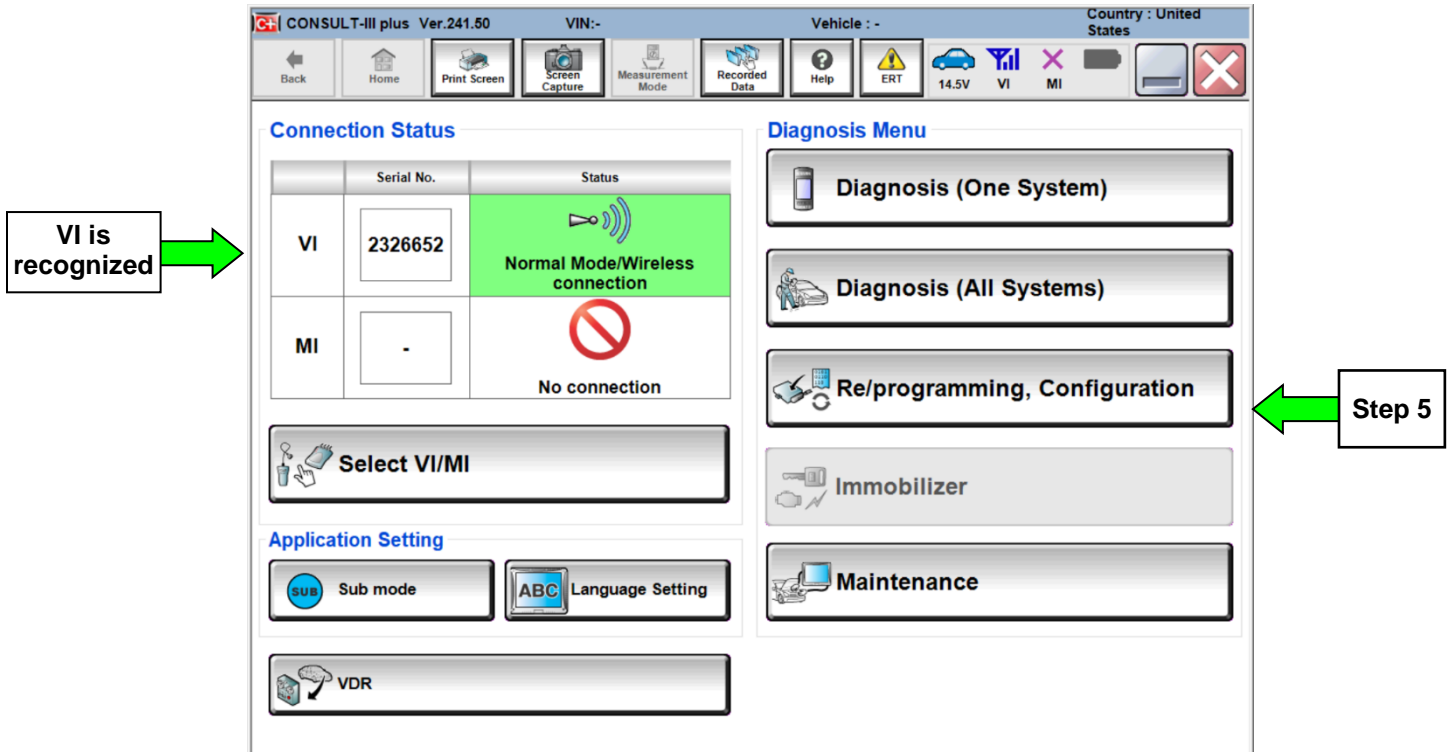 C+ CONSULT-III plus Ver.241.50 VIN:- Vehicle : - Country : United
States
Back
Home
Print Screen
Screen
Capture
Measurement
Mode
Recorded
Data
Help
ERT
14.5V
VI
MI
Connection Status
Serial No. Status
VI 2326652
Normal Mode/Wireless
connection
MI -
No connection
Select VI/MI
Application Setting
SUB Sub mode
ABC Language Setting
VDR
Diagnosis Menu
Diagnosis (One System)
Diagnosis (All Systems)
Re/programming, Configuration
Immobilizer
Maintenance
VI is
recognized
Step 5